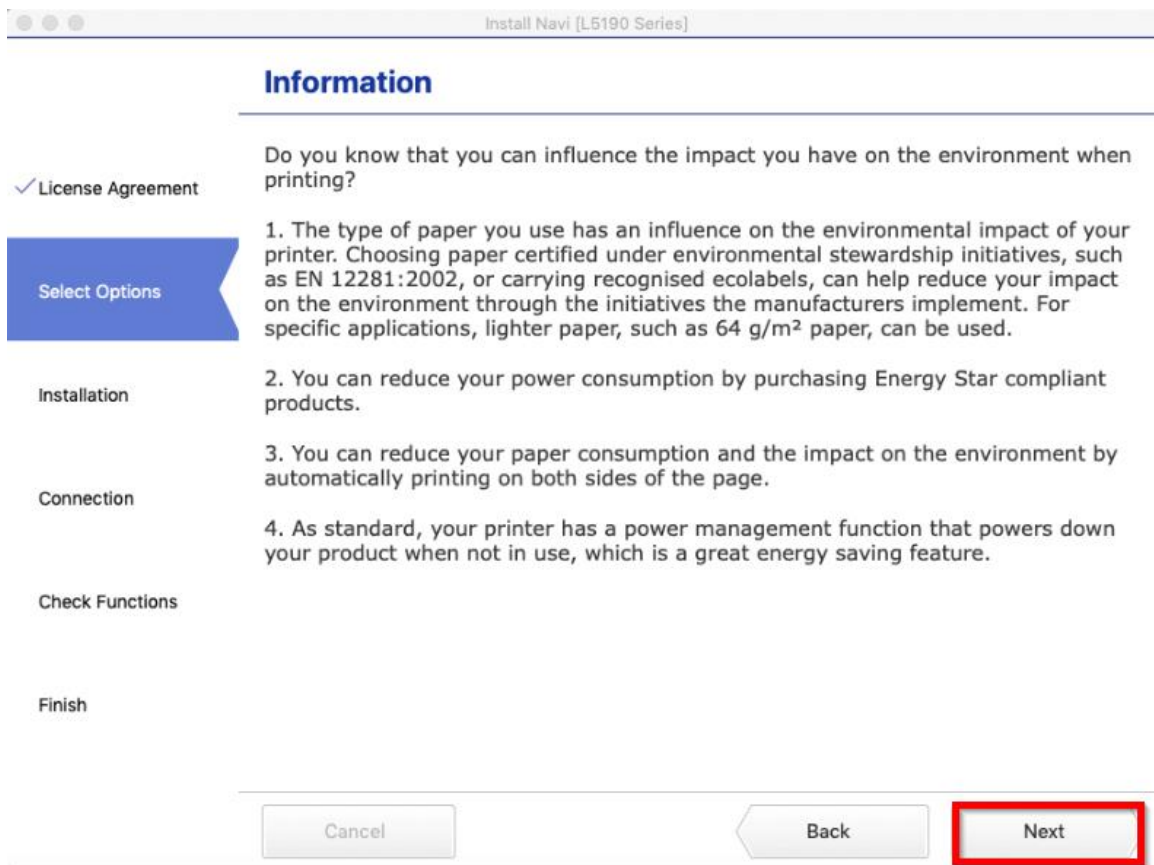 Install Navi [L5190 Series]
Information
Do you know that you can influence the impact you have on the environment when
printing?
1. The type of paper you use has an influence on the environmental impact of your
printer. Choosing paper certified under environmental stewardship initiatives, such
as EN 12281:2002, or carrying recognised ecolabels, can help reduce your impact
on the environment through the initiatives the manufacturers implement. For
specific applications, lighter paper, such as 64 g/m² paper, can be used.
2. You can reduce your power consumption by purchasing Energy Star compliant
products.
3. You can reduce your paper consumption and the impact on the environment by
automatically printing on both sides of the page.
4. As standard, your printer has a power management function that powers down
your product when not in use, which is a great energy saving feature.
License Agreement
Select Options
Installation
Connection
Check Functions
Finish
Cancel
Back
Next